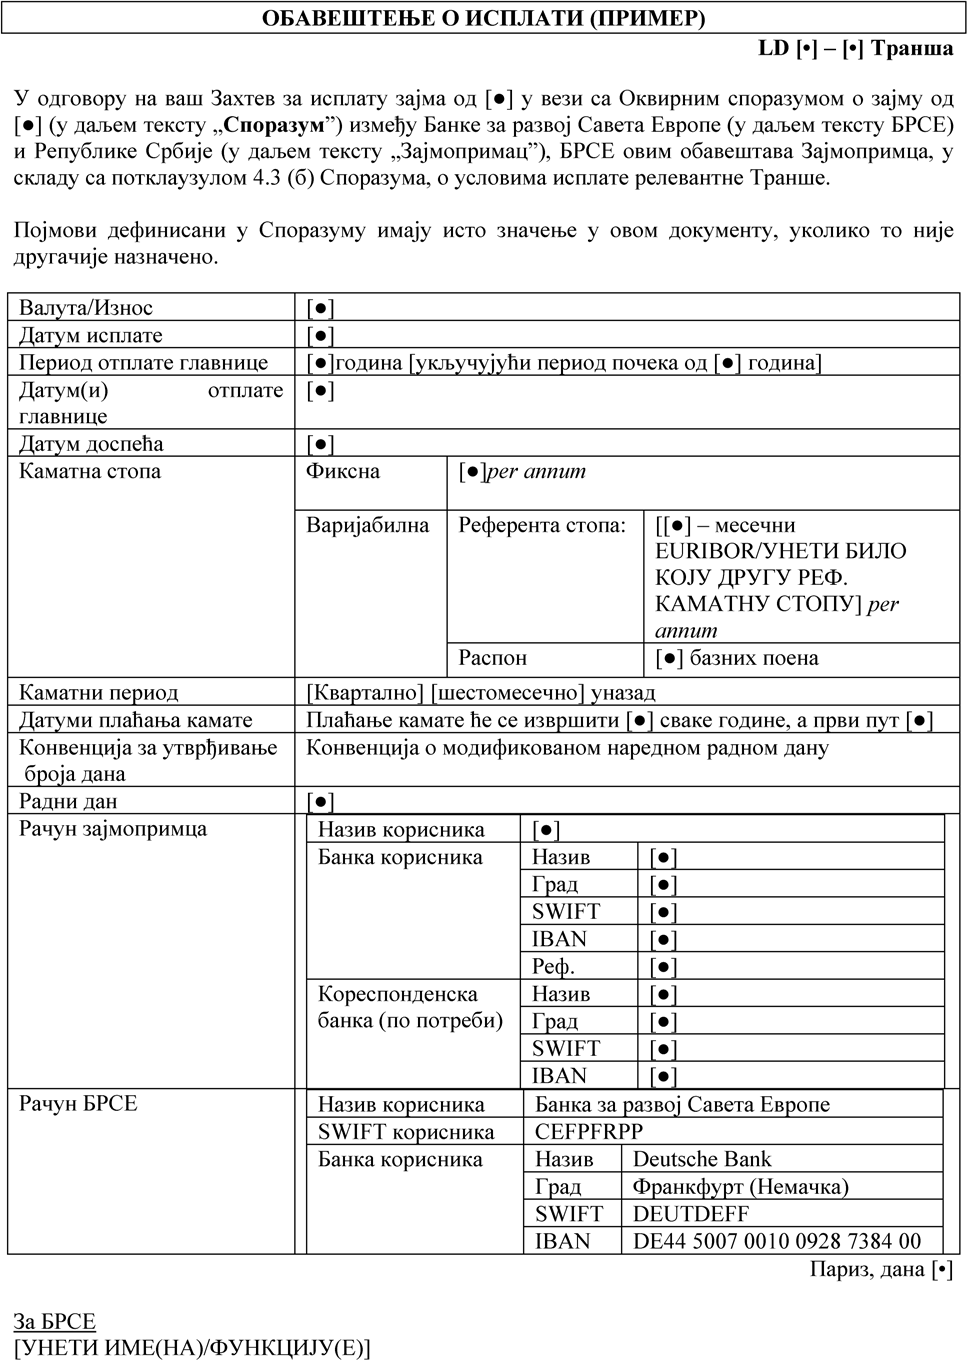 ОБАВЕШТЕЊЕ О ИСПЛАТИ (ПРИМЕР)
LD [•] – [•] Транша
У одговору на ваш Захтев за исплату зајма од [●] у вези са Оквирним споразумом о зајму од
[●] (у даљем тексту „Споразум”) између Банке за развој Савета Европе (у даљем тексту БРСЕ)
и Републике Србије (у даљем тексту „Зајмопримац”), БРСЕ овим обавештава Зајмопримца, у
складу са потклаузулом 4.3 (б) Споразума, о условима исплате релевантне Транше.
Појмови дефинисани у Споразуму имају исто значење у овом документу, уколико то није
другачије назначено.
Валута/Износ [●]
Датум исплате [●]
Период отплате главнице [●]година [укључујући период почека од [●] година]
Датум(и) отплате [●]
главнице
Датум доспећа [●]
Каматна стопа Фиксна [●]per annum
Варијабилна Референта стопа: [[●] – месечни
EURIBOR/УНЕТИ БИЛО
КОЈУ ДРУГУ РЕФ.
КАМАТНУ СТОПУ] per
annum
Распон [●] базних поена
Каматни период [Квартално] [шестомесечно] уназад
Датуми плаћања камате Плаћање камате ће се извршити [●] сваке године, а први пут [●]
Конвенција за утврђивање Конвенција о модификованом наредном радном дану
броја дана
Радни дан [●]
Рачун зајмопримца Назив корисника [●]
Банка корисника Назив [●]
Град [●]
SWIFT [●]
IBAN [●]
Реф. [●]
Кореспонденска Назив [●]
банка (по потреби) Град [●]
SWIFT [●]
IBAN [●]
Рачун БРСЕ Назив корисника Банка за развој Савета Европе
SWIFT корисника CEFPFRPP
Банка корисника Назив Deutsche Bank
Град Франкфурт (Немачка)
SWIFT DEUTDEFF
IBAN DE44 5007 0010 0928 7384 00
Париз, дана [•]
За БРСЕ
[УНЕТИ ИМЕ(НА)/ФУНКЦИЈУ(Е)]